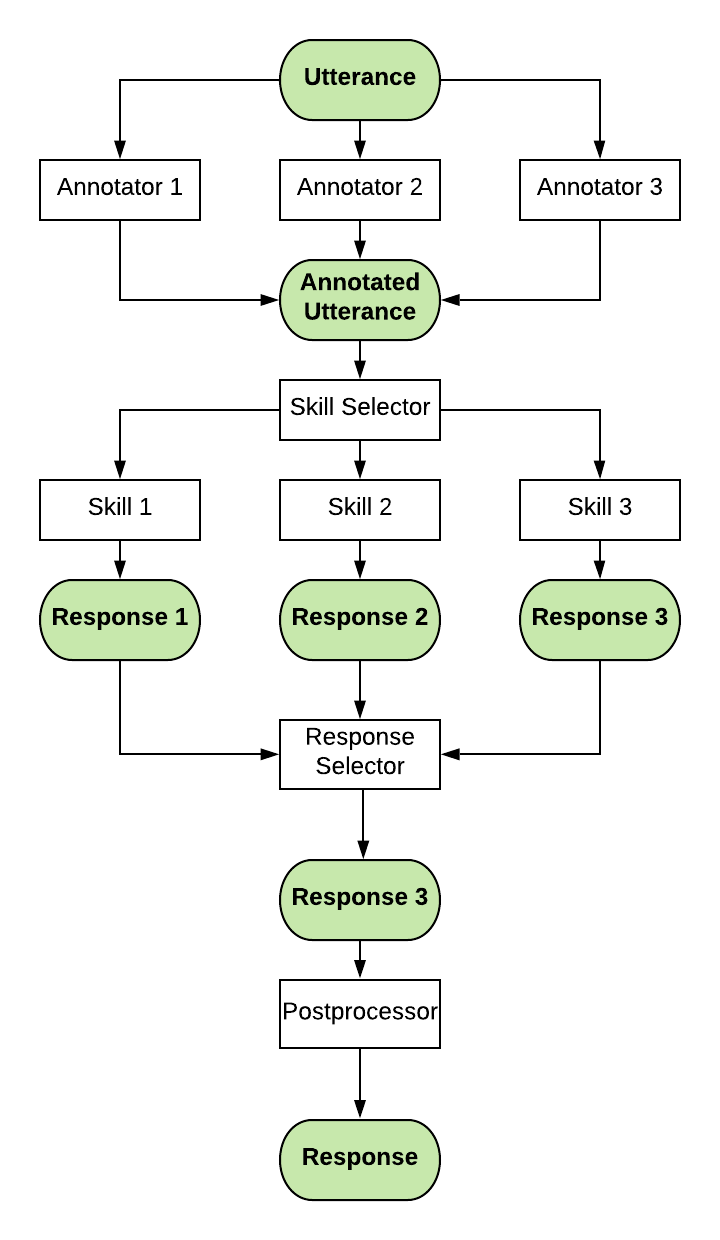 Utterance
Annotator 1
Annotator 2
Annotator 3
Annotated
Utterance
Skill Selector
Skill 1
Skill 2
Skill 3
Response 1
Response 2
Response 3
Response
Selector
Response 3
Postprocessor
Response